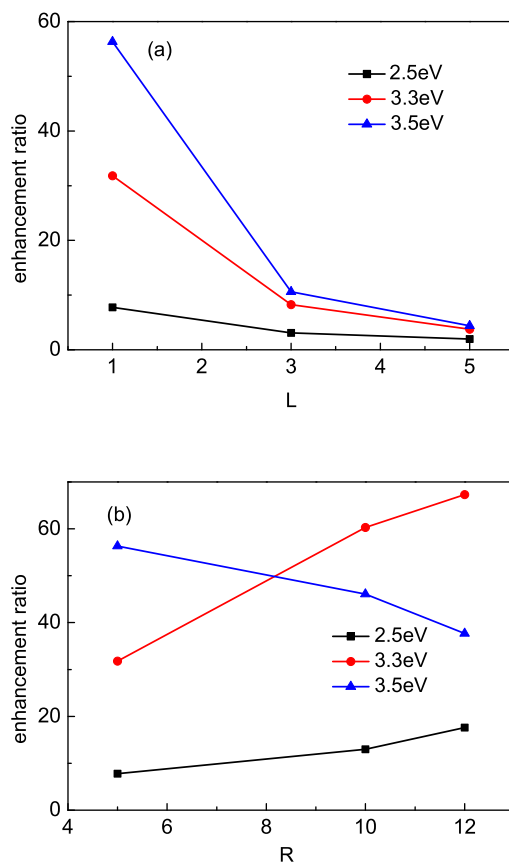 60
(a)
2.5eV
3.3eV
3.5eV
40
enhancement ratio
20
0
1 2 3 4 5
L
(b)
60
enhancement ratio
40
2.5eV
3.3eV
3.5eV
20
0
4 6 8 10 12
R